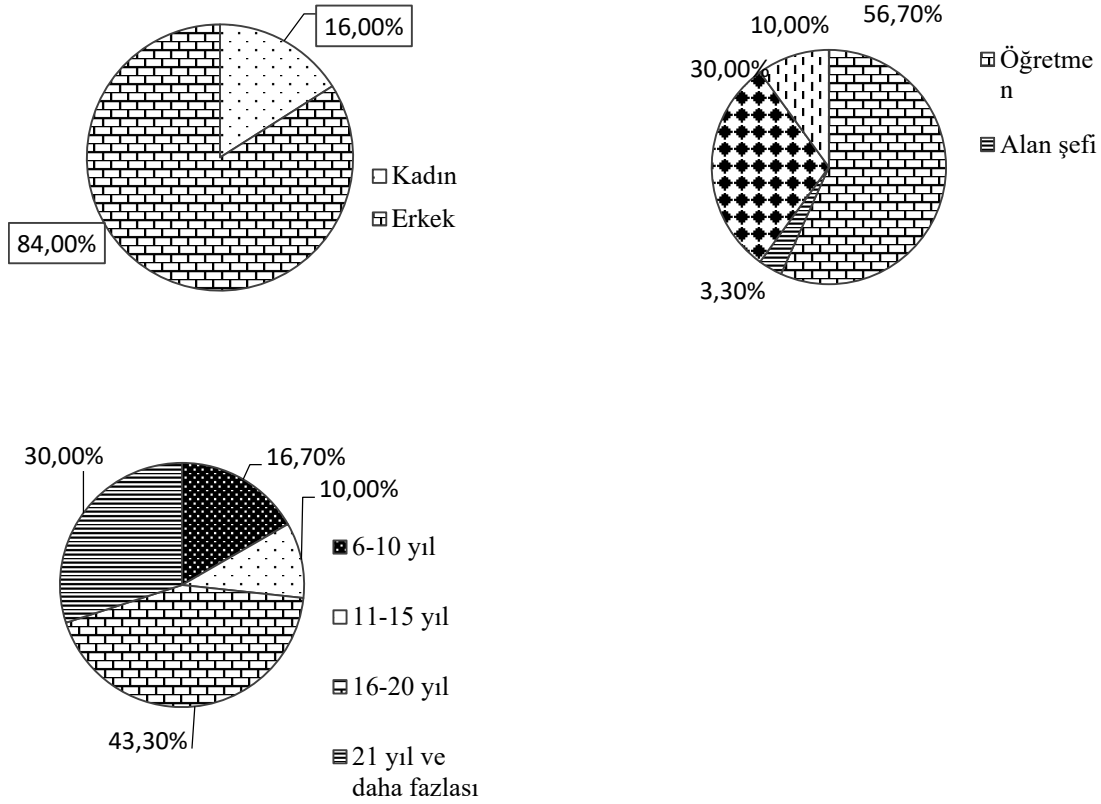 16,00%
Kadın
Erkek
84,00%
56,70%
10,00%
30,00%
Öğretme
n
Alan şefi
3,30%
30,00%
16,70%
10,00%
6-10 yıl
11-15 yıl
16-20 yıl
43,30%
21 yıl ve
daha fazlası